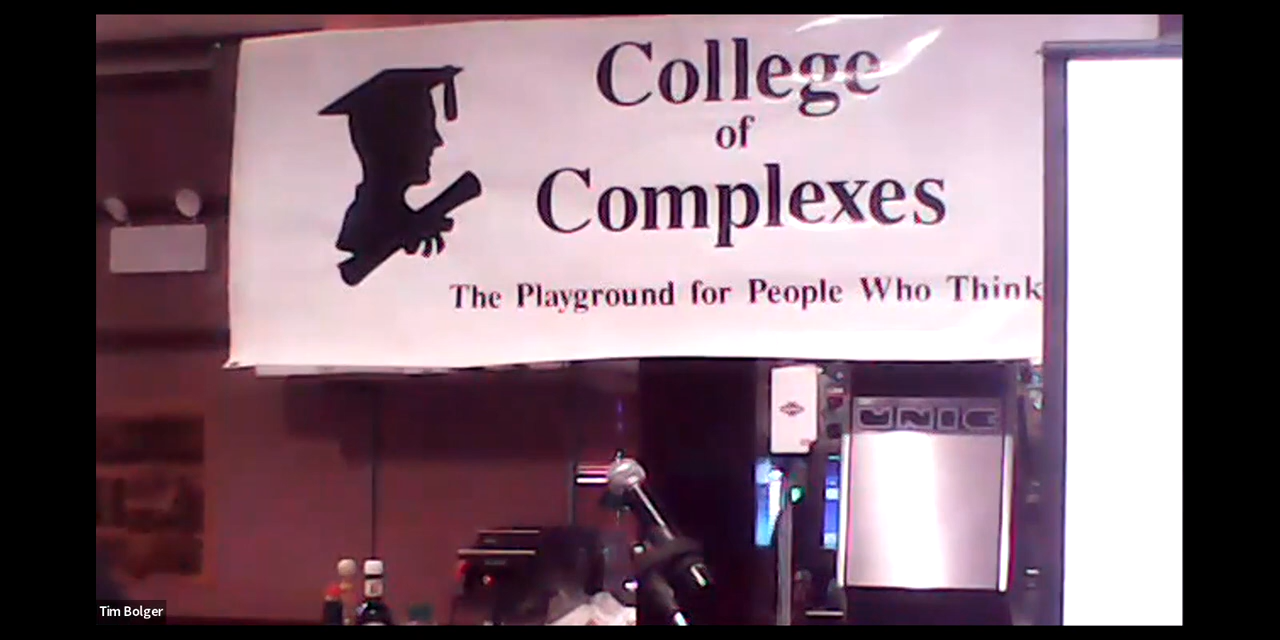 College
of
Complexes
The Playground for People Who Think
UNIC
Tim Bolger